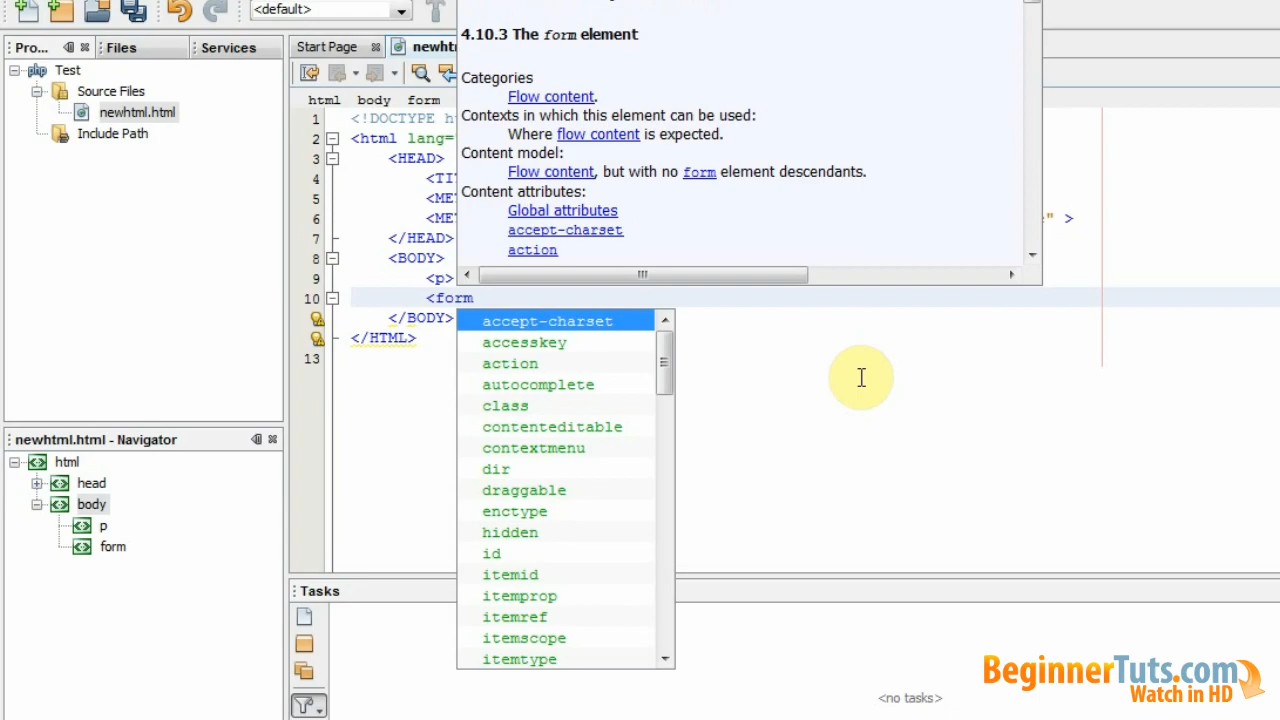 <default>
Pro...
Files
Services
Start Page
newht
Test
Source Files
newhtml.html
Include Path
html body form
1 <!DOCTYPE h
2 <html lang=
3 <HEAD>
4 <TI
5 <ME
6 <ME
" >
7 </HEAD>
8 <BODY>
9 <p>
10 <form
</BODY>
</HTML>
13
4.10.3 The form element
Categories
Flow content.
Contexts in which this element can be used:
Where flow content is expected.
Content model:
Flow content, but with no form element descendants.
Content attributes:
Global attributes
accept-charset
action
accept-charset
accesskey
action
autocomplete
class
contenteditable
contextmenu
dir
draggable
enctype
hidden
id
itemid
itemprop
itemref
itemscope
itemtype
newhtml.html - Navigator
html
head
body
p
form
Tasks
<no tasks>
BeginnerTuts.com
Watch in HD